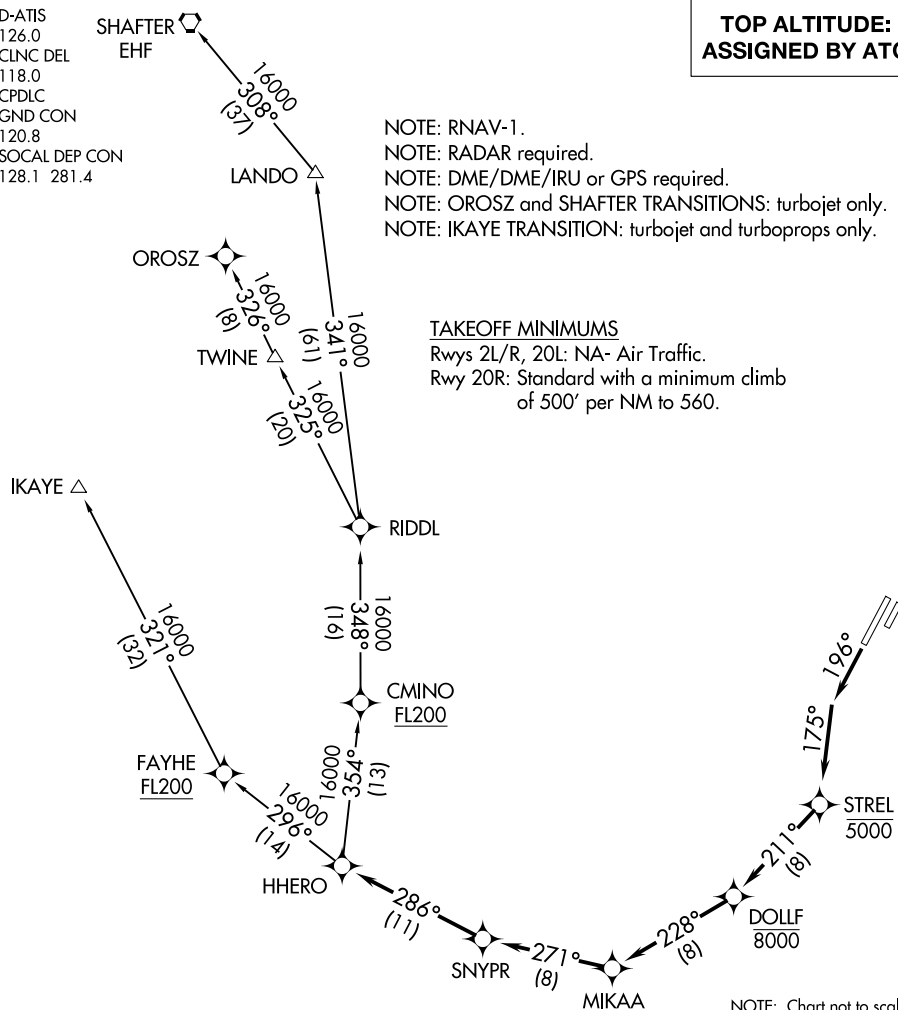 D-ATIS
126.0
CLNC DEL
118.0
CPDLC
GND CON
120.8
SOCAL DEP CON
128.1 281.4
SHAFTER
EHF
TOP ALTITUDE:
ASSIGNED BY ATC
16000
308°
(37)
NOTE: RNAV-1.
NOTE: RADAR required.
NOTE: DME/DME/IRU or GPS required.
NOTE: OROSZ and SHAFTER TRANSITIONS: turbojet only.
NOTE: IKAYE TRANSITION: turbojet and turboprops only.
LANDO
OROSZ
16000
326°
(8)
16000
341°
(61)
TAKEOFF MINIMUMS
Rwys 2L/R, 20L: NA- Air Traffic.
Rwy 20R: Standard with a minimum climb
of 500' per NM to 560.
TWINE
16000
325°
(20)
IKAYE
RIDDL
16000
321°
(32)
16000
348°
(16)
196°
175°
CMINO
FL200
FAYHE
FL200
16000
296°
(14)
16000
354°
(13)
STREL
5000
211°
(8)
HHERO
DOLLF
8000
286°
(11)
228°
(8)
SNYPR
271°
(8)
MIKAA
NOTE: Chart not to scal